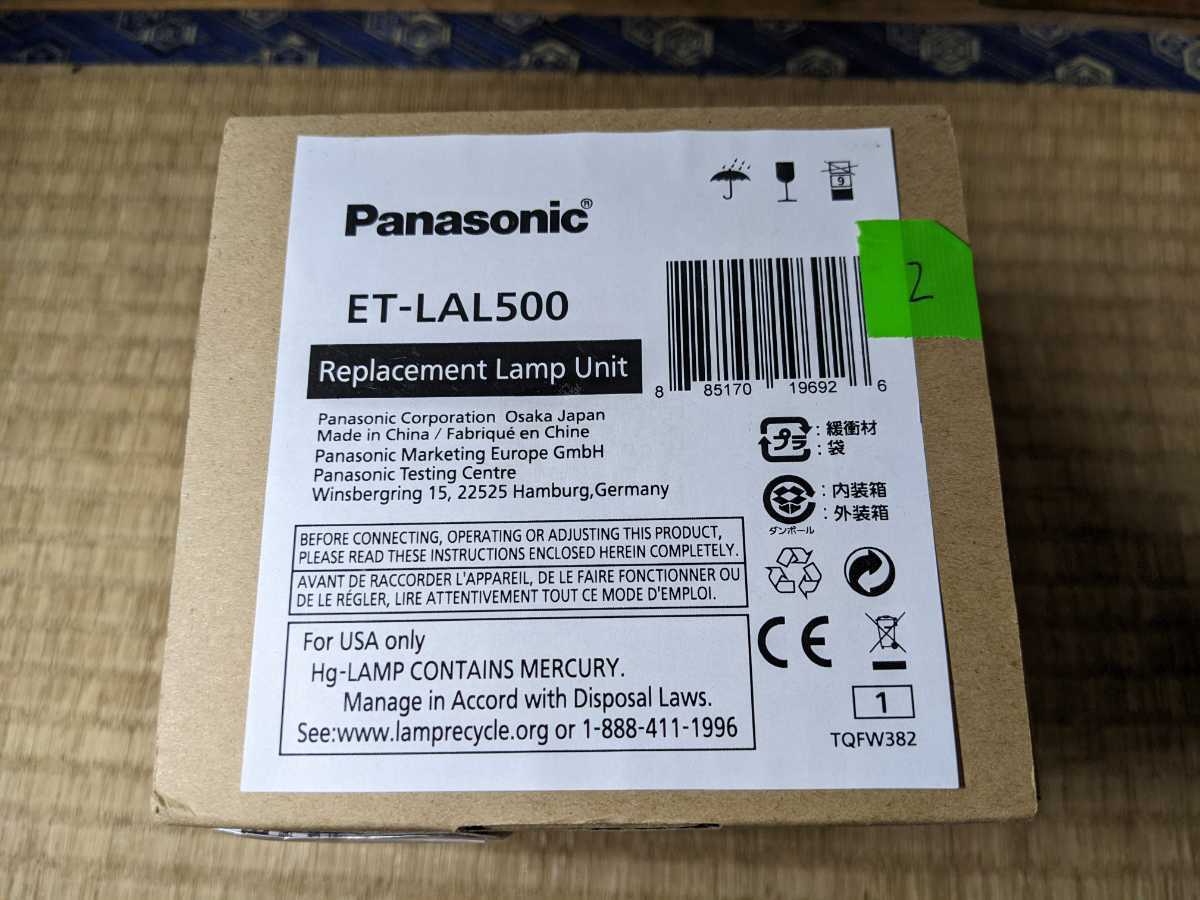 Panasonic®
ET-LAL500
Replacement Lamp Unit
8 85170 19692 6
2
Panasonic Corporation Osaka Japan
Made in China / Fabriqué en Chine
Panasonic Marketing Europe GmbH
Panasonic Testing Centre
Winsbergring 15, 22525 Hamburg,Germany
プラ : 緩衝材
: 袋
: 内装箱
: 外装箱
ダンボール
BEFORE CONNECTING, OPERATING OR ADJUSTING THIS PRODUCT,
PLEASE READ THESE INSTRUCTIONS ENCLOSED HEREIN COMPLETELY.
AVANT DE RACCORDER L'APPAREIL, DE LE FAIRE FONCTIONNER OU
DE LE RÉGLER, LIRE ATTENTIVEMENT TOUT CE MODE D'EMPLOI.
For USA only
Hg-LAMP CONTAINS MERCURY.
Manage in Accord with Disposal Laws.
See:www.lamprecycle.org or 1-888-411-1996
CE
1
TQFW382